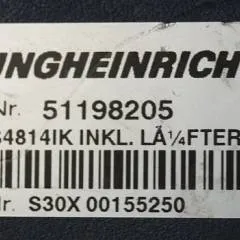 UNGHEINRICH
Nr. 51198205
S4814IK INKL. LÃ¼FTER
Nr. S30X 00155250